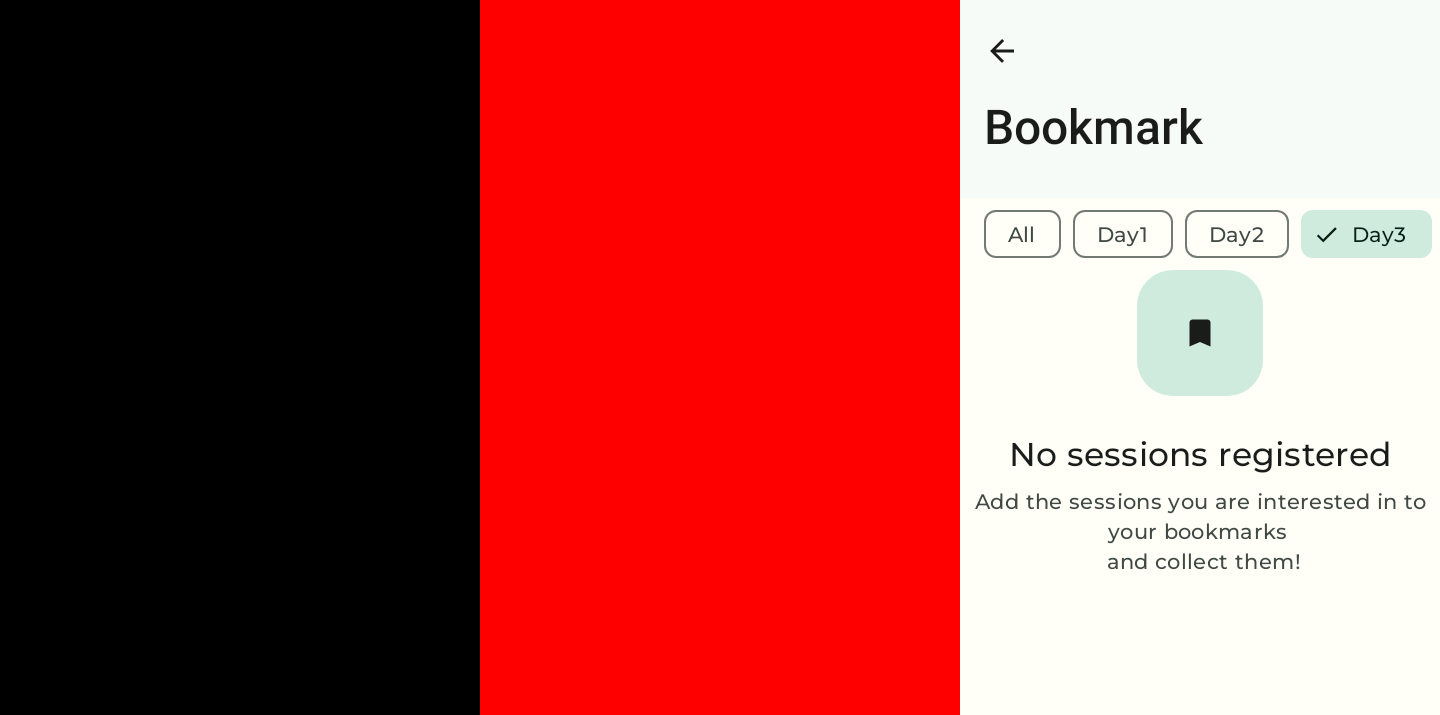 Bookmark
All Day1 Day2 Day3
No sessions registered
Add the sessions you are interested in to
your bookmarks
and collect them!